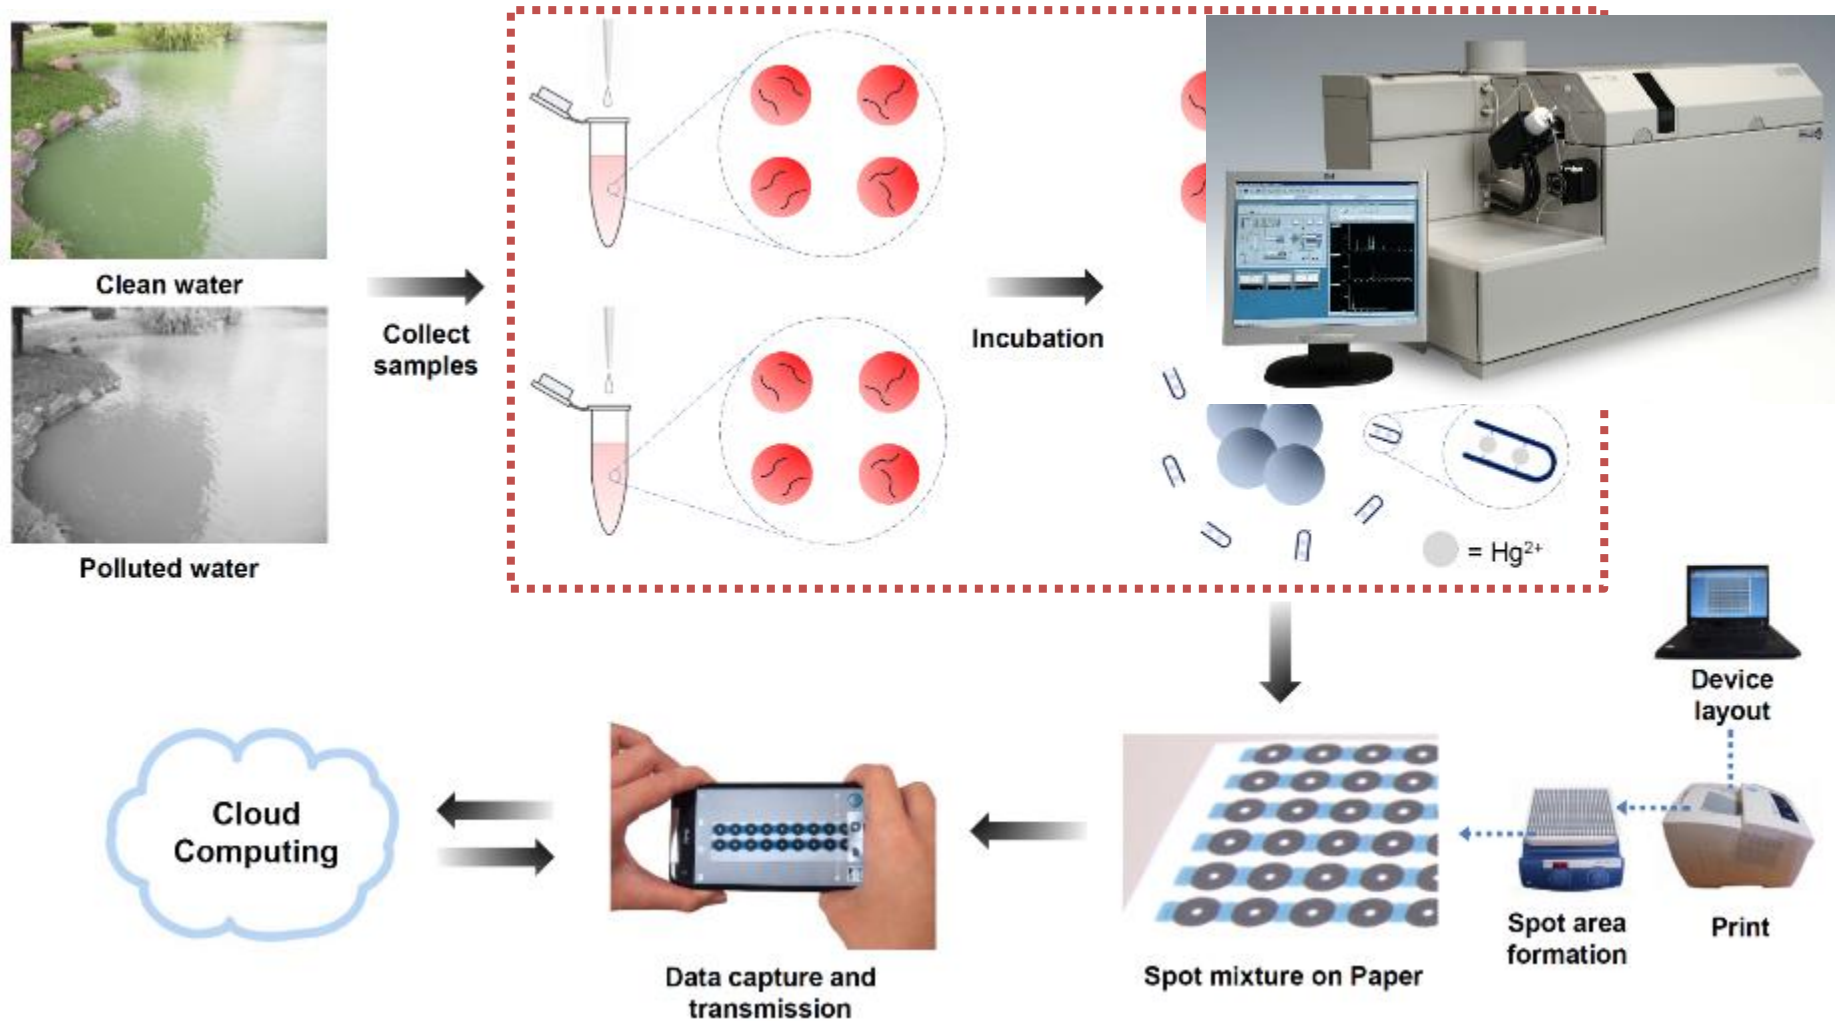 Clean water
Polluted water
Collect
samples
Incubation
= Hg²⁺
Device
layout
Print
Spot area
formation
Spot mixture on Paper
Data capture and
transmission
Cloud
Computing